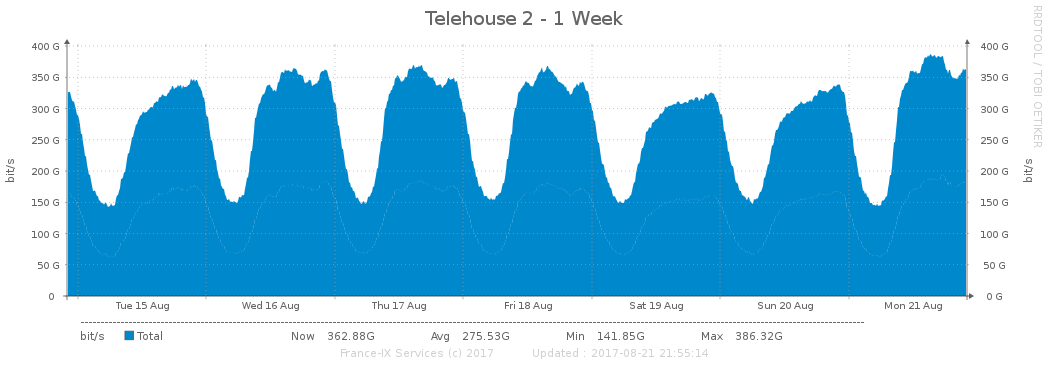 Telehouse 2 - 1 Week
RRDTOOL / TOBI OETIKER
bit/s
400 G 400 G
350 G 350 G
300 G 300 G
250 G 250 G
200 G 200 G
150 G 150 G
100 G 100 G
50 G 50 G
0 0 G
bit/s
Tue 15 Aug Wed 16 Aug Thu 17 Aug Fri 18 Aug Sat 19 Aug Sun 20 Aug Mon 21 Aug
bit/s Total Now 362.88G Avg 275.53G Min 141.85G Max 386.32G
France-IX Services (c) 2017 Updated : 2017-08-21 21:55:14